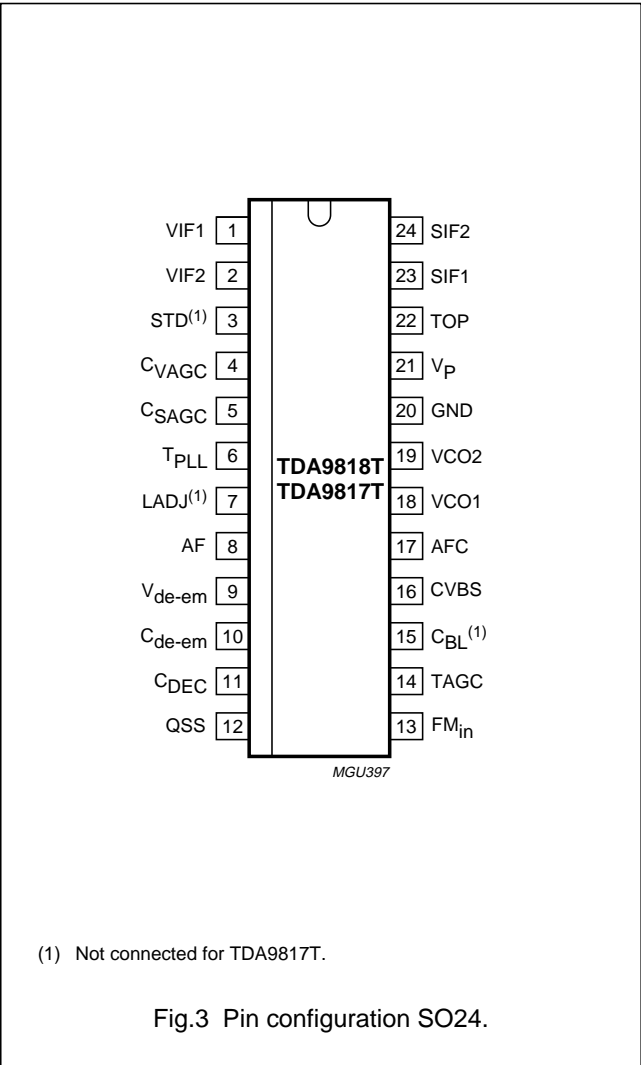 VIF1 1
VIF2 2
STD(1) 3
CVAGC 4
CSAGC 5
TPLL 6
LADJ(1) 7
AF 8
Vde-em 9
Cde-em 10
CDEC 11
QSS 12
TDA9818T
TDA9817T
24 SIF2
23 SIF1
22 TOP
21 VP
20 GND
19 VCO2
18 VCO1
17 AFC
16 CVBS
15 CBL(1)
14 TAGC
13 FMin
MGU397
(1) Not connected for TDA9817T.
Fig.3 Pin configuration SO24.